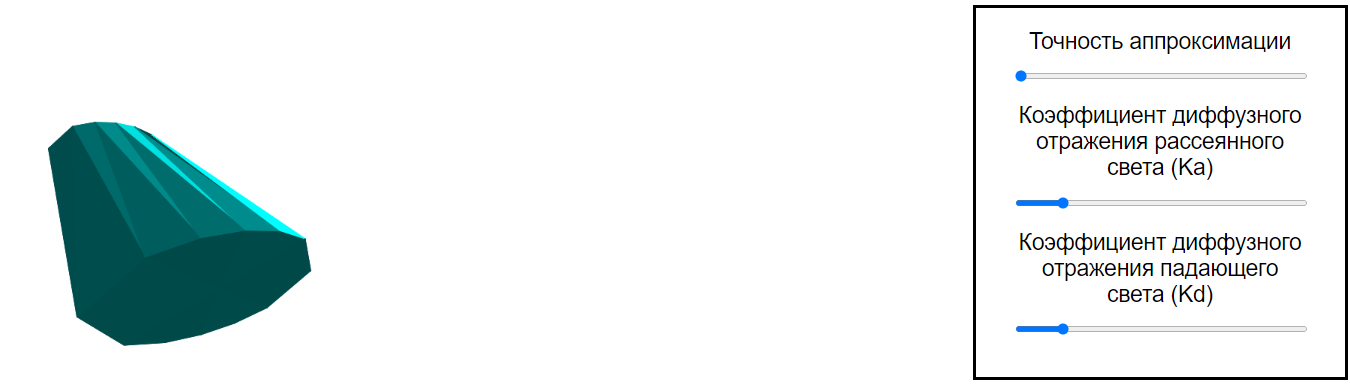 Точность аппроксимации
Коэффициент диффузного
отражения рассеянного
света (Ka)
Коэффициент диффузного
отражения падающего
света (Kd)